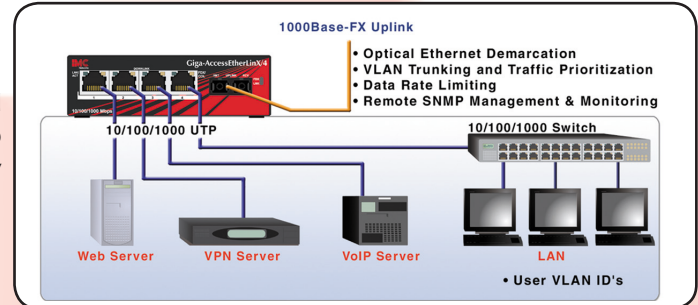 1000Base-FX Uplink
IMC
Giga-AccessEtherLinX/4
• Optical Ethernet Demarcation
• VLAN Trunking and Traffic Prioritization
• Data Rate Limiting
• Remote SNMP Management & Monitoring
10/100/1000 Mbps
10/100/1000 UTP
10/100/1000 Switch
Web Server
VPN Server
VoIP Server
LAN
• User VLAN ID's